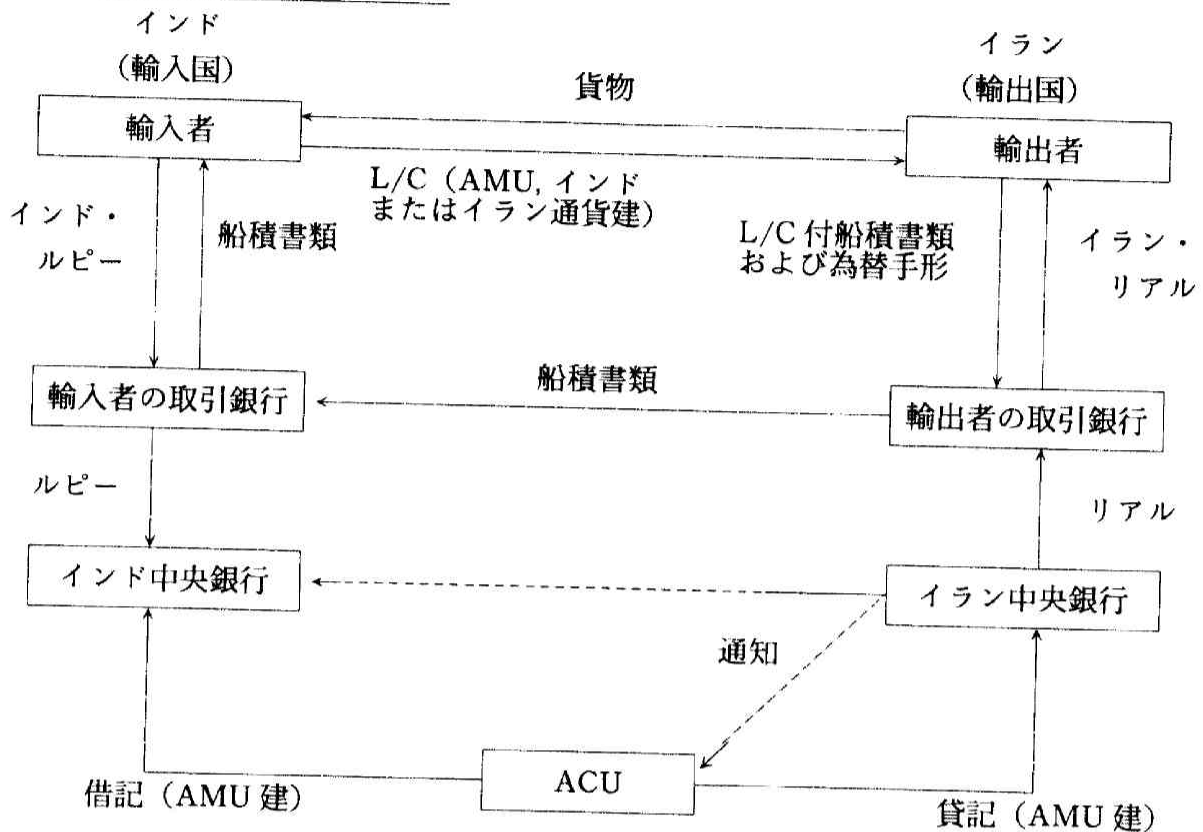 インド
(輸入国)
イラン
(輸出国)
貨物
輸入者
輸出者
L/C(AMU, インド
またはイラン通貨建)
インド・
ルピー
船積書類
L/C 付船積書類
および為替手形
イラン・
リアル
船積書類
輸入者の取引銀行
輸出者の取引銀行
ルピー
リアル
インド中央銀行
イラン中央銀行
通知
ACU
借記(AMU 建)
貸記(AMU 建)